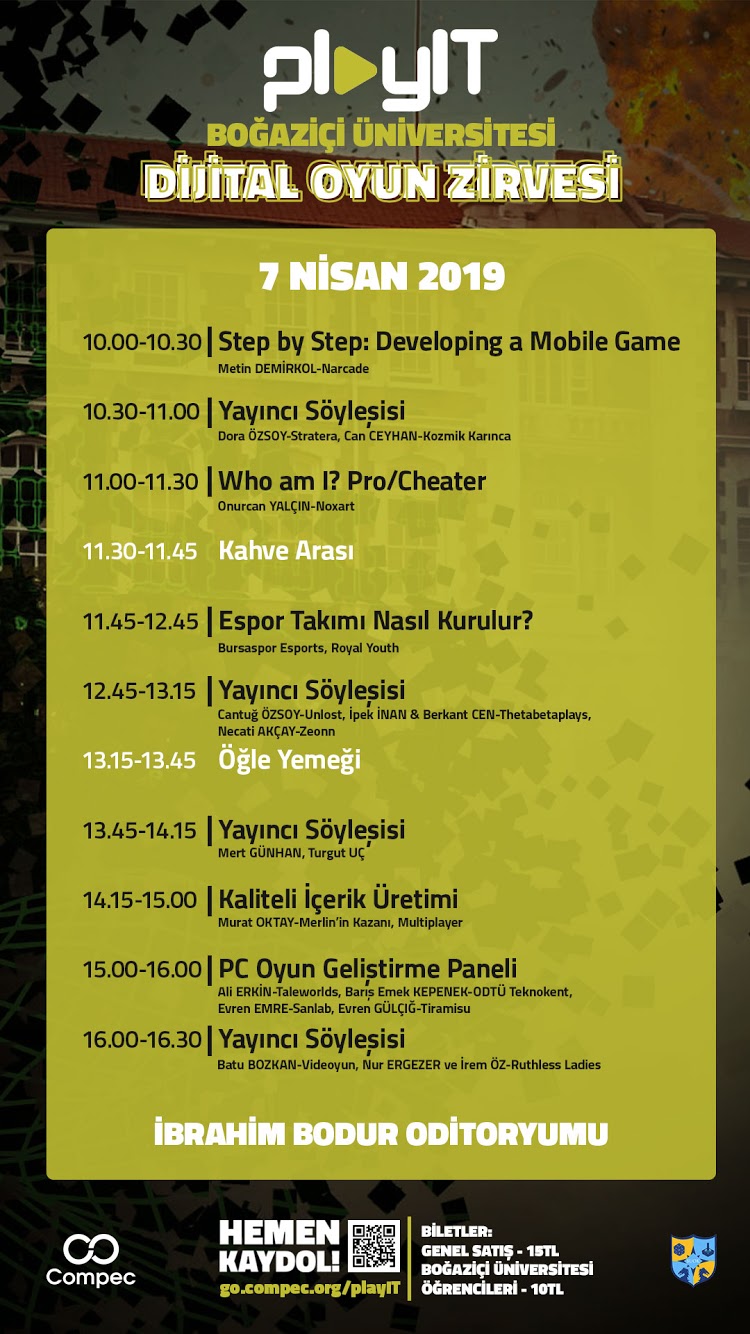 playIT
BOĞAZİÇİ ÜNİVERSİTESİ
DİJİTAL OYUN ZİRVESİ
7 NİSAN 2019
10.00-10.30 | Step by Step: Developing a Mobile Game
Metin DEMİRKOL-Narcade
10.30-11.00 | Yayıncı Söyleşisi
Dora ÖZSOY-Stratera, Can CEYHAN-Kozmik Karınca
11.00-11.30 | Who am I? Pro/Cheater
Onurcan YALÇIN-Noxart
11.30-11.45 Kahve Arası
11.45-12.45 | Espor Takımı Nasıl Kurulur?
Bursaspor Esports, Royal Youth
12.45-13.15 | Yayıncı Söyleşisi
Cantuğ ÖZSOY-Unlost, İpek İNAN & Berkant CEN-Thetabetaplays,
Necati AKÇAY-Zeonn
13.15-13.45 Öğle Yemeği
13.45-14.15 | Yayıncı Söyleşisi
Mert GÜNHAN, Turgut UÇ
14.15-15.00 | Kaliteli İçerik Üretimi
Murat OKTAY-Merlin'in Kazanı, Multiplayer
15.00-16.00 | PC Oyun Geliştirme Paneli
Ali ERKİN-Taleworlds, Barış Emek KEPENEK-ODTÜ Teknokent,
Evren EMRE-Sanlab, Evren GÜLÇIĞ-Tiramisu
16.00-16.30 | Yayıncı Söyleşisi
Batu BOZKAN-Videoyun, Nur ERGEZER ve İrem ÖZ-Ruthless Ladies
İBRAHİM BODUR ODİTORYUMU
Compec
HEMEN
KAYDOL!
go.compec.org/playIT
BİLETLER:
GENEL SATIŞ - 15TL
BOĞAZİÇİ ÜNİVERSİTESİ
ÖĞRENCİLERİ - 10TL